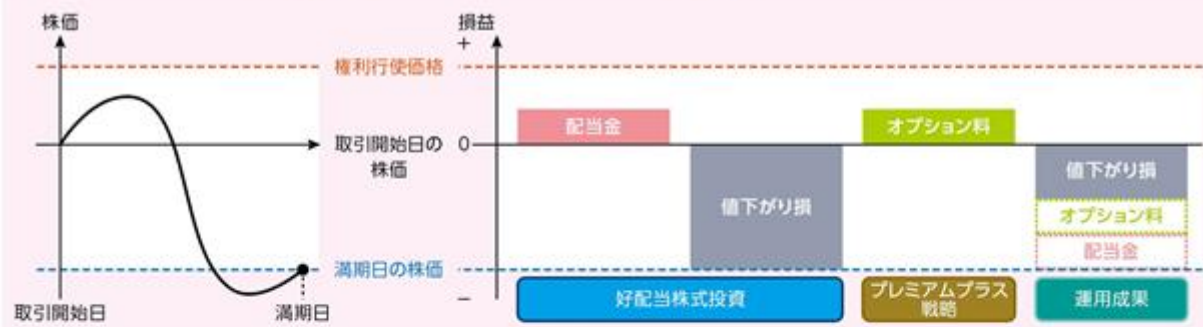 株価
権利行使価格
取引開始日の
株価
満期日の株価
取引開始日
満期日
損益
+
0
−
配当金
値下がり損
オプション料
値下がり損
オプション料
配当金
好配当株式投資
プレミアムプラス
戦略
運用成果